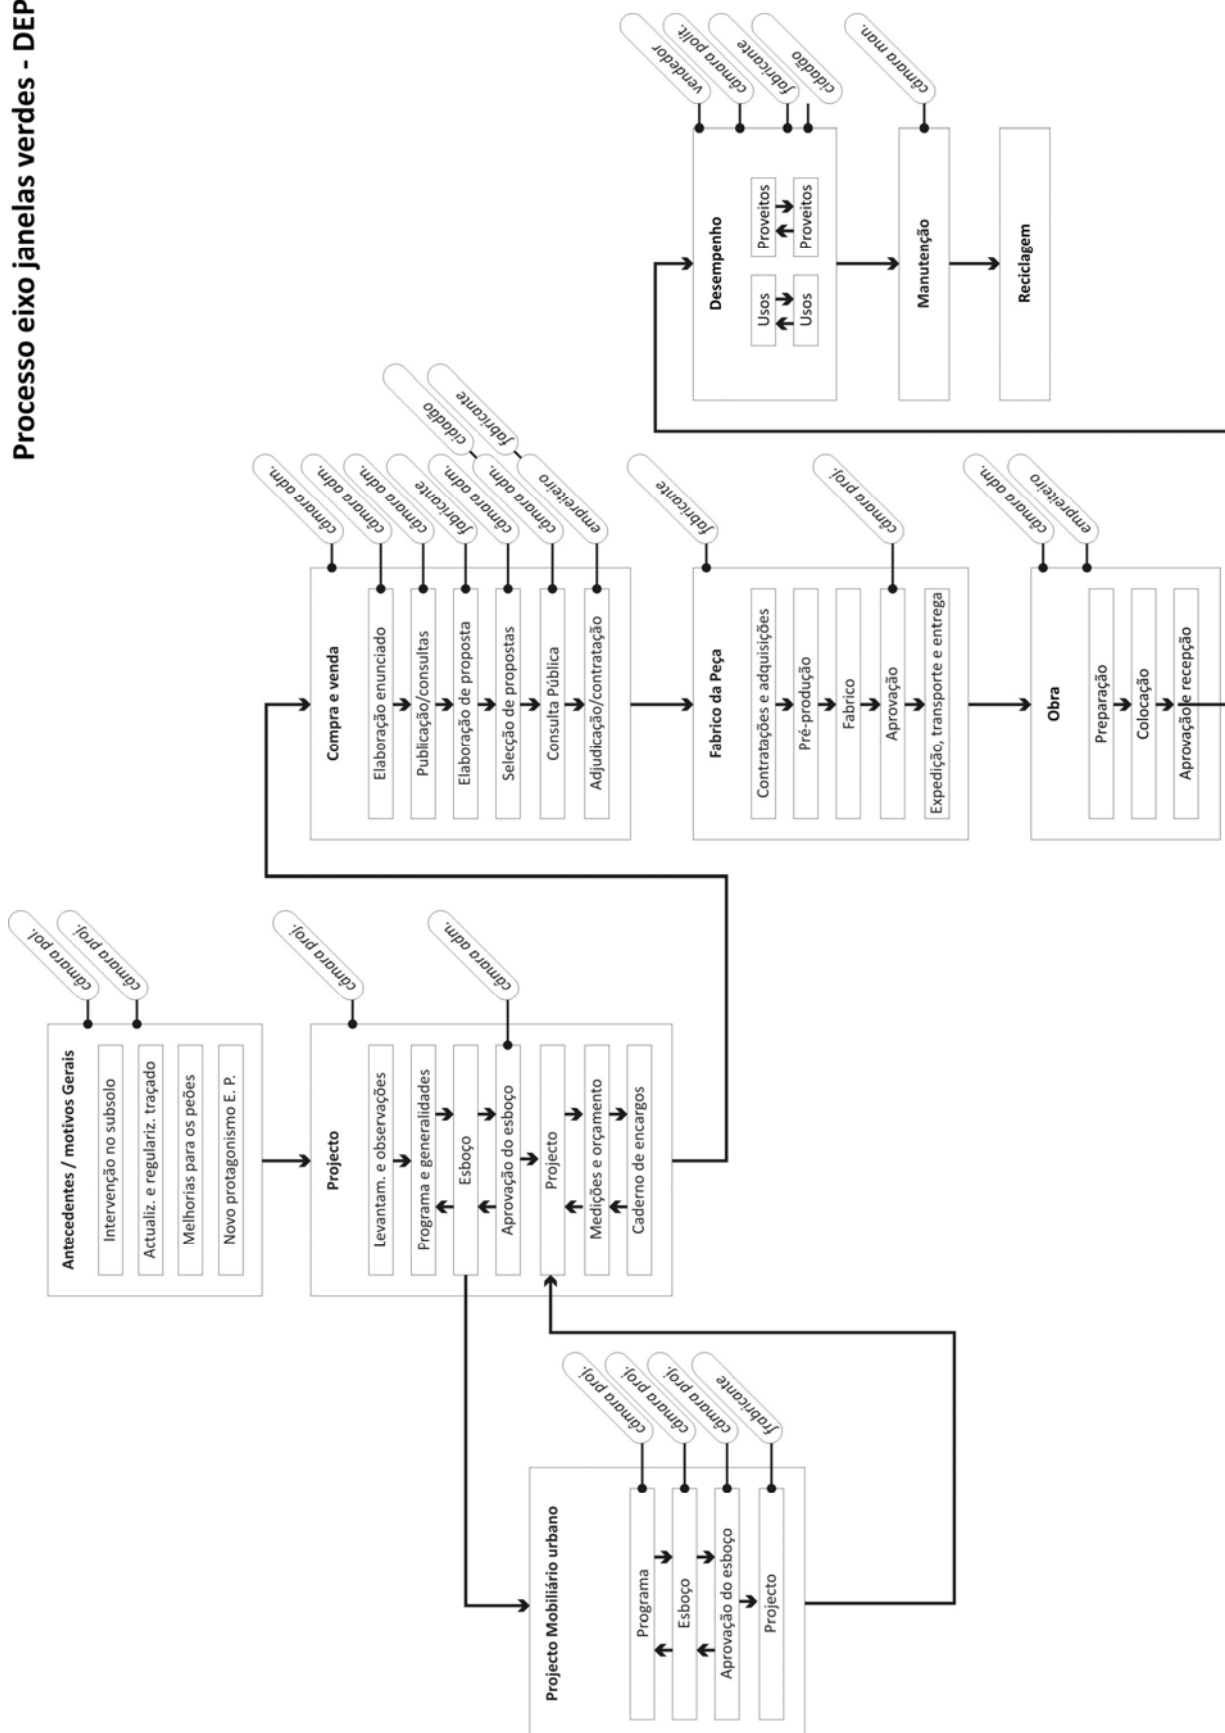 Processo eixo janelas verdes - DEP
Projecto Mobiliário urbano
Programa
Esboço
Aprovação do esboço
Projecto
câmara proj.
câmara proj.
câmara proj.
frabricante
Antecedentes / motivos Gerais
Intervenção no subsolo
Actualiz. e regulariz. traçado
Melhorias para os peões
Novo protagonismo E. P.
câmara pol.
câmara proj.
Projecto
Levantam. e observações
Programa e generalidades
Esboço
Aprovação do esboço
Projecto
Medições e orçamento
Caderno de encargos
câmara proj.
câmara adm.
Compra e venda
Elaboração enunciado
Publicação/consultas
Elaboração de proposta
Selecção de propostas
Consulta Pública
Adjudicação/contratação
câmara adm.
câmara adm.
câmara adm.
fabricante
câmara adm.
câmara adm.
cidadão
empreiteiro
fabricante
Fabrico da Peça
Contratações e adquisições
Pré-produção
Fabrico
Aprovação
Expedição, transporte e entrega
fabricante
câmara proj.
Obra
Preparação
Colocação
Aprovação e recepção
câmara adm.
empreiteiro
Desempenho
Usos
Usos
Proveitos
Proveitos
vendedor
câmara polit.
fabricante
cidadão
Manutenção
câmara man.
Reciclagem